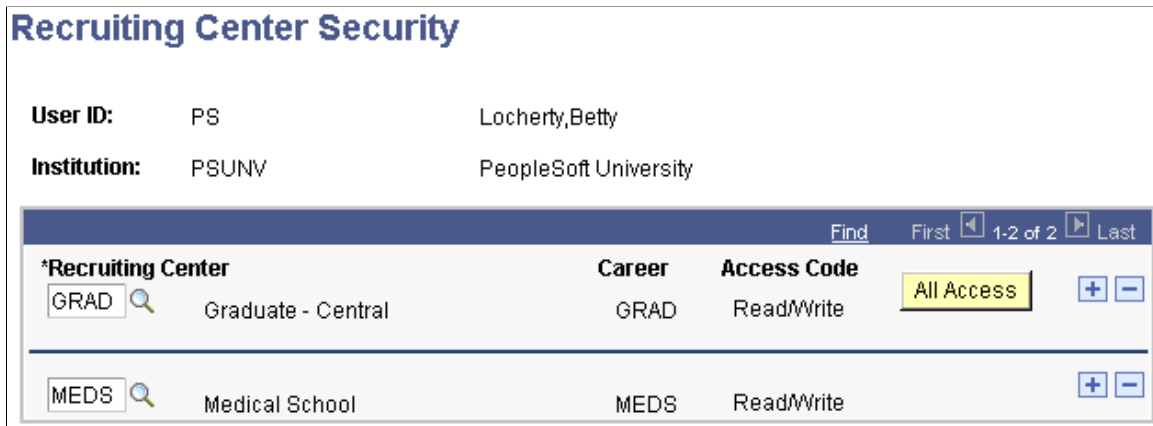 Recruiting Center Security
User ID: PS Locherty,Betty
Institution: PSUNV PeopleSoft University
Find First 1-2 of 2 Last
*Recruiting Center Career Access Code
GRAD Graduate - Central GRAD Read/Write All Access
MEDS Medical School MEDS Read/Write